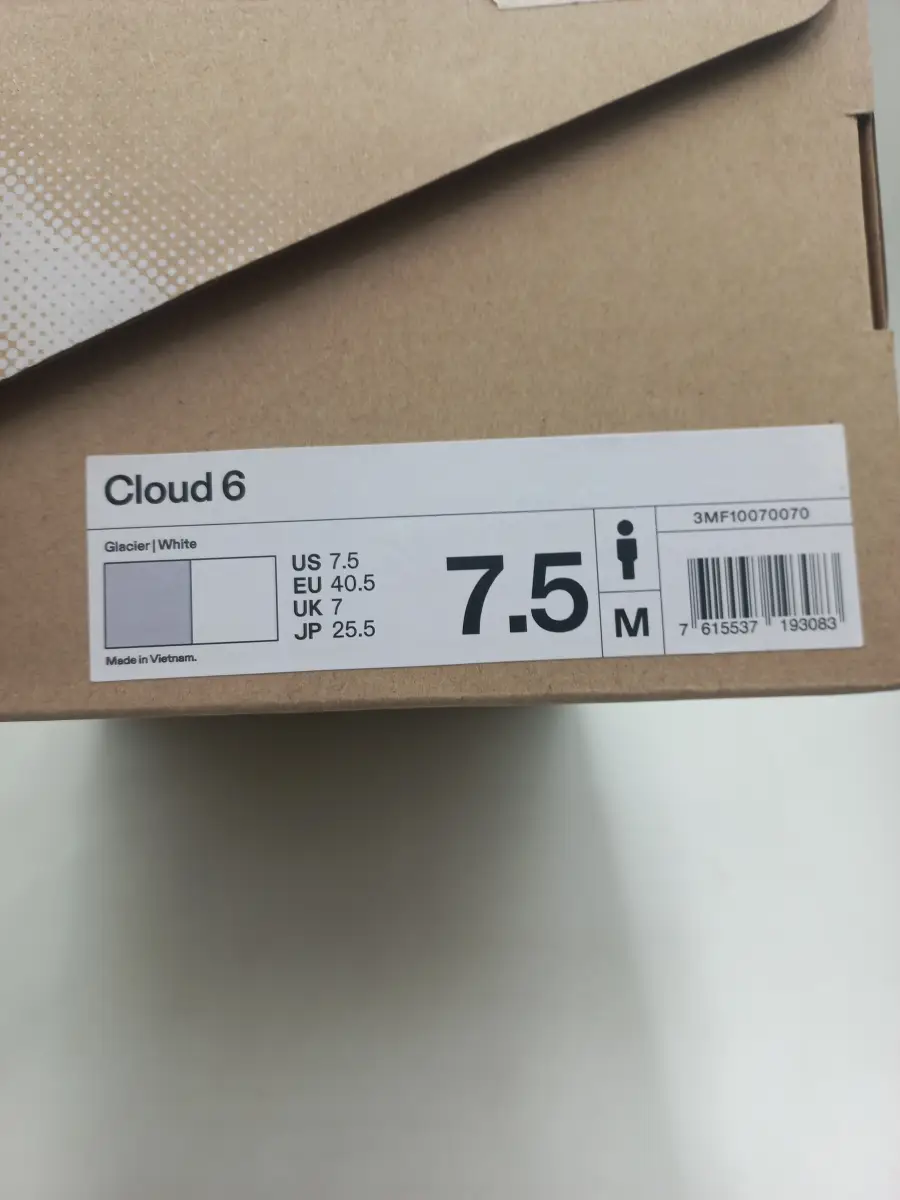 Cloud 6
Glacier | White
US 7.5
EU 40.5
UK 7
JP 25.5
7.5
M
3MF10070070
7 615537 193083
Made in Vietnam.